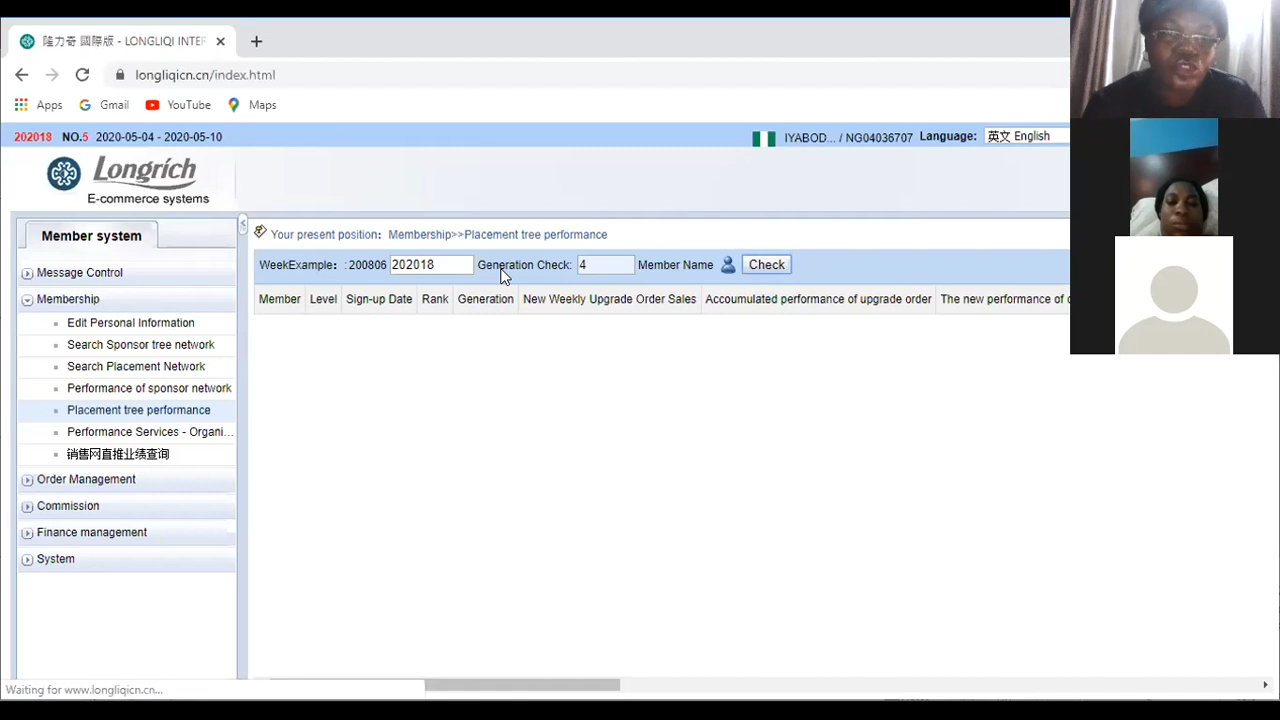 隆力奇 國際版 - LONGLIQI INTER
longliqicn.cn/index.html
Apps Gmail YouTube Maps
202018 NO.5 2020-05-04 - 2020-05-10 IYABOD... / NG04036707 Language: 英文 English
Longrich
E-commerce systems
Member system
Your present position: Membership>>Placement tree performance
WeekExample: :200806 202018 Generation Check: 4 Member Name Check
Member Level Sign-up Date Rank Generation New Weekly Upgrade Order Sales Accoumulated performance of upgrade order The new performance of
Message Control
Membership
Edit Personal Information
Search Sponsor tree network
Search Placement Network
Performance of sponsor network
Placement tree performance
Performance Services - Organi...
销售网直推业绩查询
Order Management
Commission
Finance management
System
Waiting for www.longliqicn.cn...